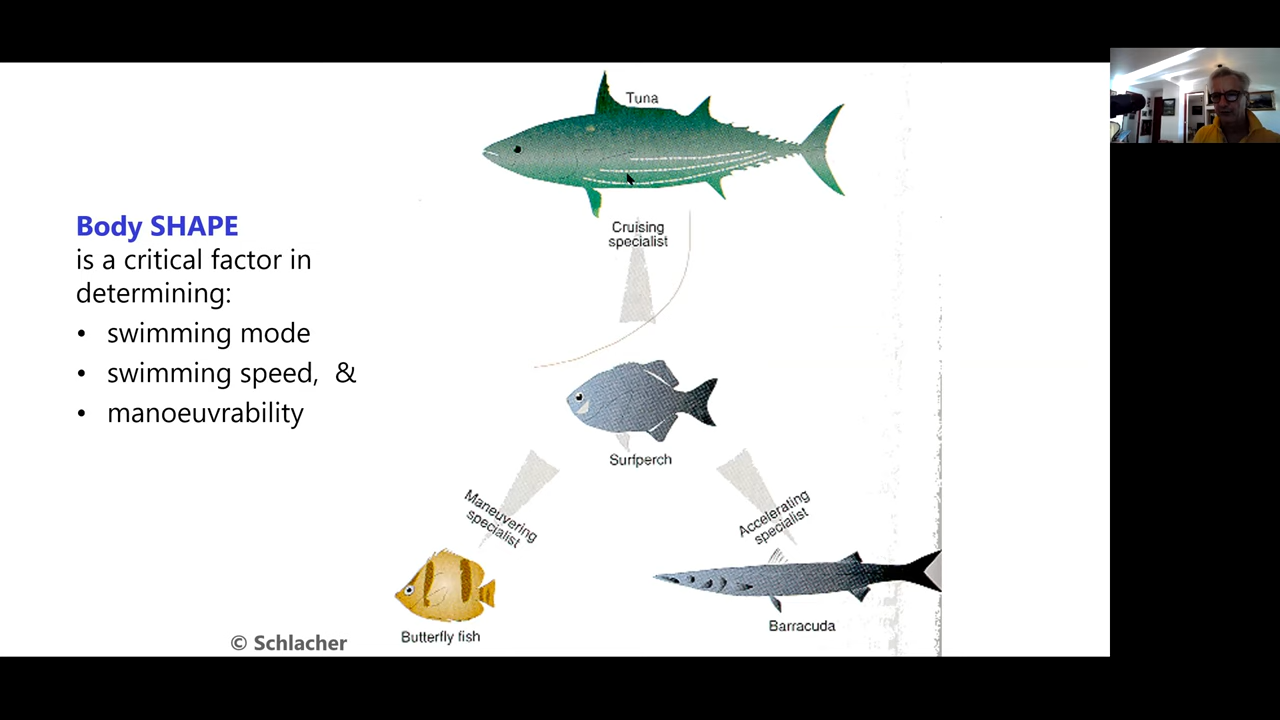 Body SHAPE
is a critical factor in
determining:
• swimming mode
• swimming speed, &
• manoeuvrability
Tuna
Cruising
specialist
Surfperch
Maneuvering
specialist
Accelerating
specialist
Butterfly fish
Barracuda
© Schlacher